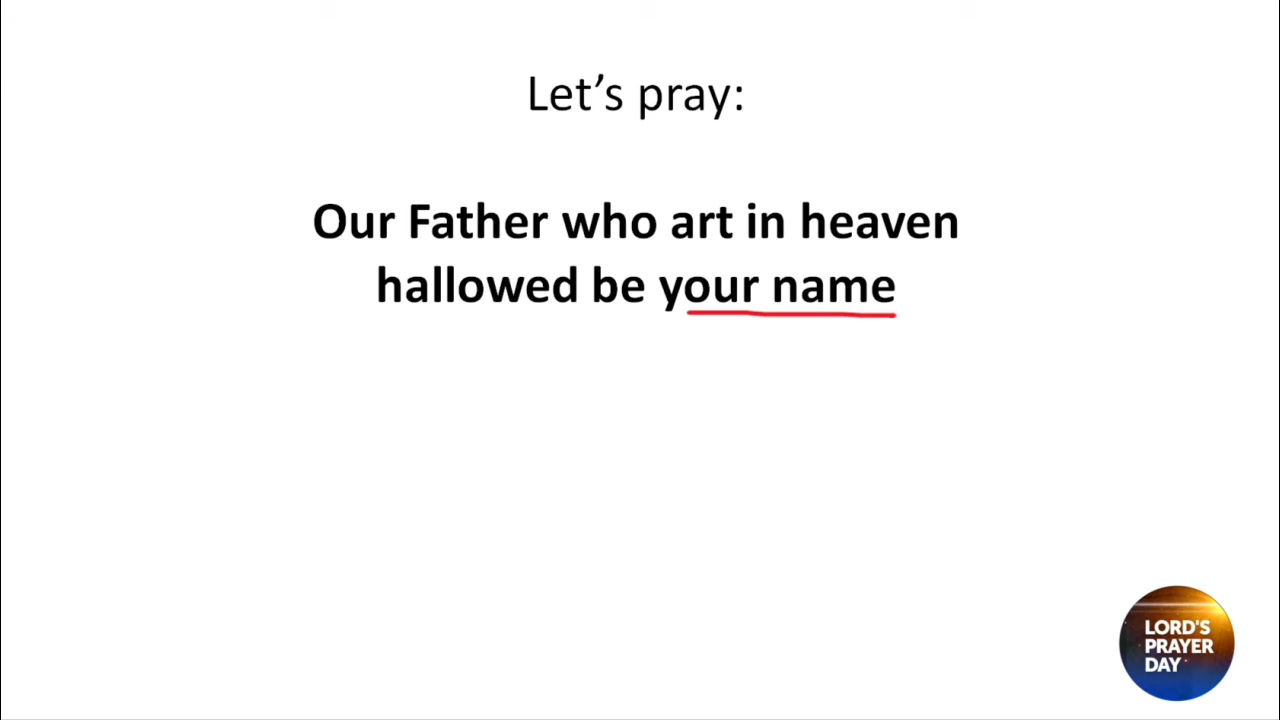 Let’s pray:
Our Father who art in heaven
hallowed be your name
LORD'S
PRAYER
DAY